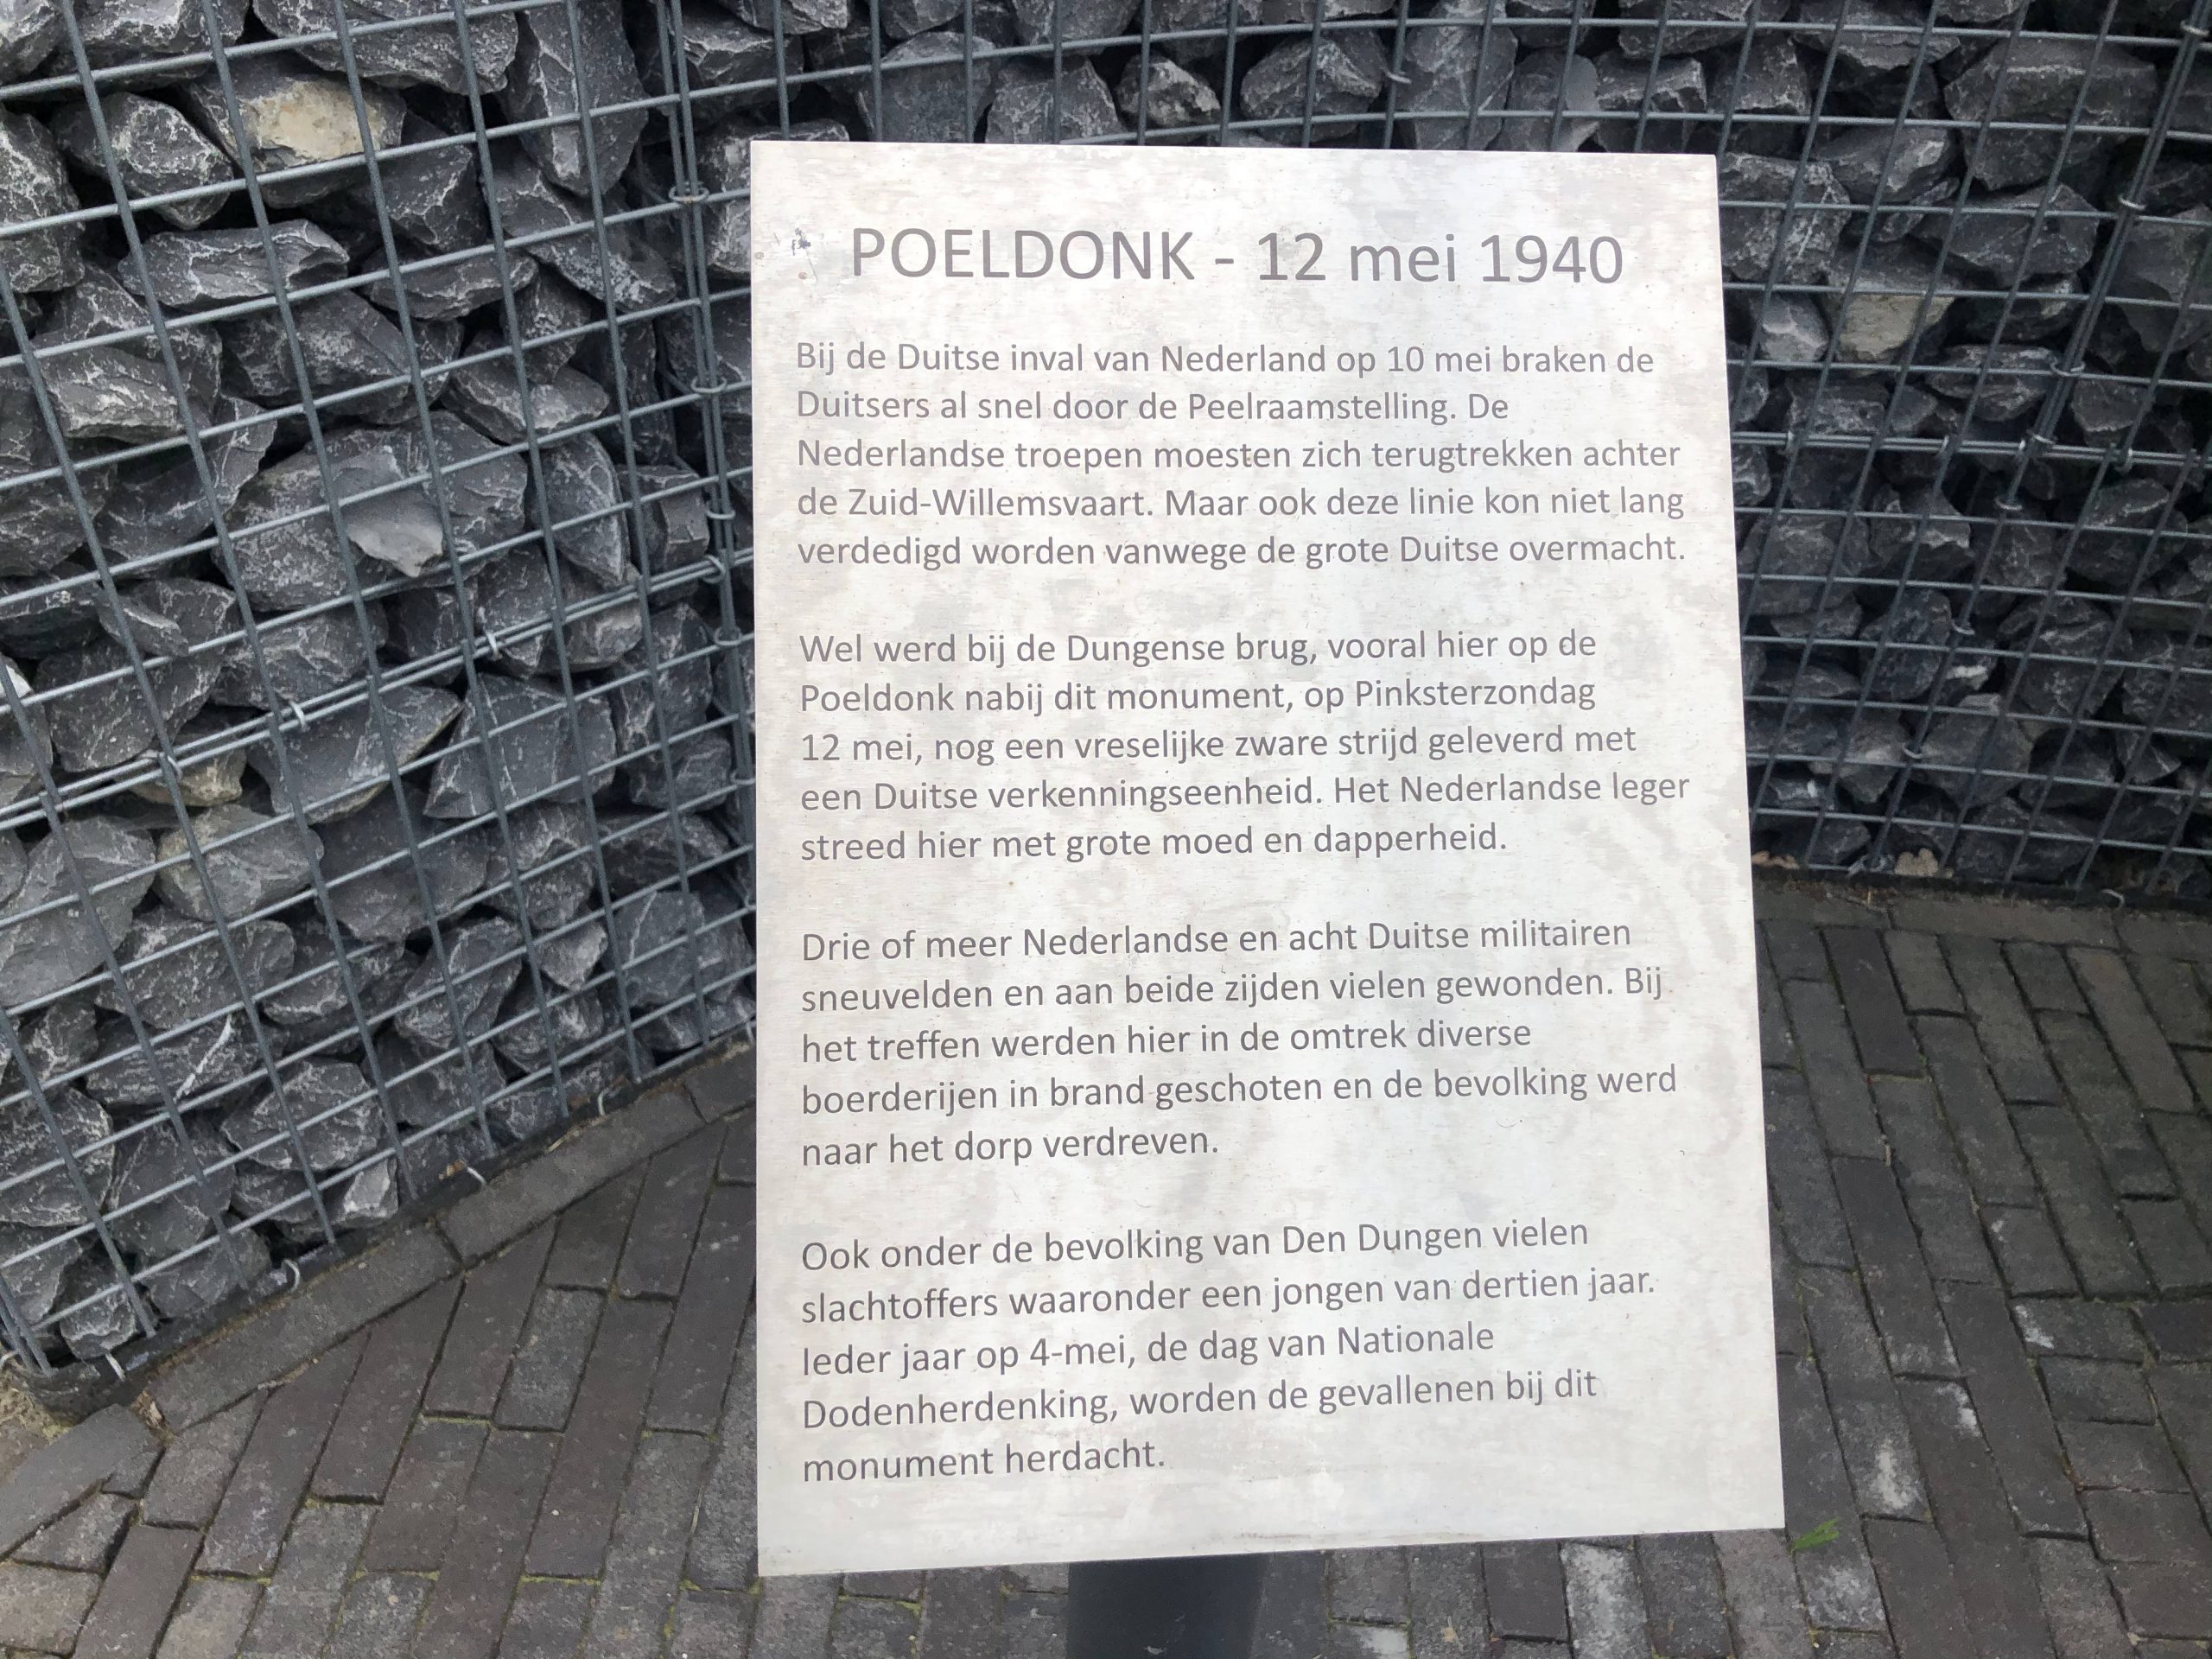 POELDONK - 12 mei 1940
Bij de Duitse inval van Nederland op 10 mei braken de
Duitsers al snel door de Peelraamstelling. De
Nederlandse troepen moesten zich terugtrekken achter
de Zuid-Willemsvaart. Maar ook deze linie kon niet lang
verdedigd worden vanwege de grote Duitse overmacht.
Wel werd bij de Dungense brug, vooral hier op de
Poeldonk nabij dit monument, op Pinksterzondag
12 mei, nog een vreselijke zware strijd geleverd met
een Duitse verkenningseenheid. Het Nederlandse leger
streed hier met grote moed en dapperheid.
Drie of meer Nederlandse en acht Duitse militairen
sneuvelden en aan beide zijden vielen gewonden. Bij
het treffen werden hier in de omtrek diverse
boerderijen in brand geschoten en de bevolking werd
naar het dorp verdreven.
Ook onder de bevolking van Den Dungen vielen
slachtoffers waaronder een jongen van dertien jaar.
Ieder jaar op 4-mei, de dag van Nationale
Dodenherdenking, worden de gevallenen bij dit
monument herdacht.